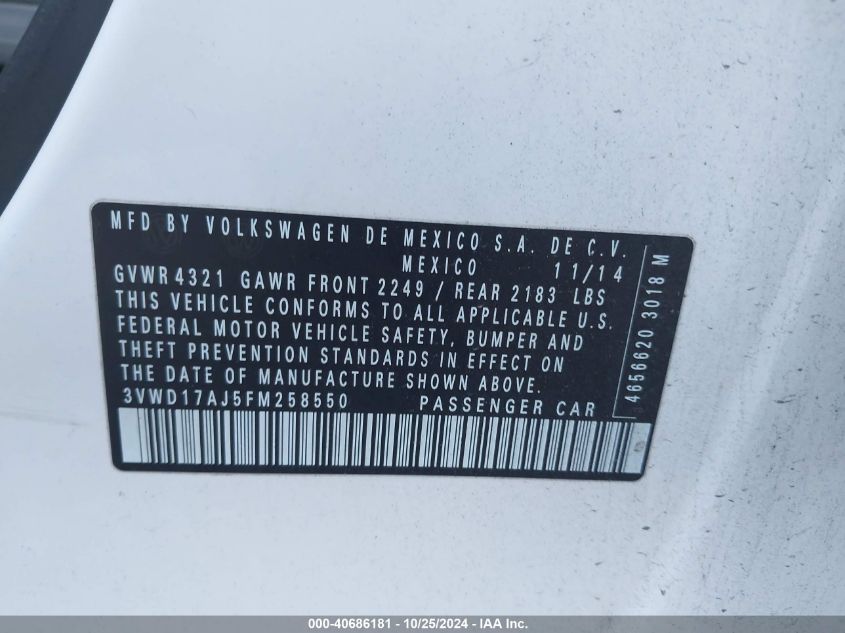 MFD BY VOLKSWAGEN DE MEXICO S.A. DE C.V.
MEXICO 11/14
GVWR 4321 GAWR FRONT 2249 / REAR 2183 LBS
THIS VEHICLE CONFORMS TO ALL APPLICABLE U.S.
FEDERAL MOTOR VEHICLE SAFETY, BUMPER AND
THEFT PREVENTION STANDARDS IN EFFECT ON
THE DATE OF MANUFACTURE SHOWN ABOVE.
3VWD17AJ5FM258550 PASSENGER CAR
4656620 3018 M
000-40686181 - 10/25/2024 - IAA Inc.